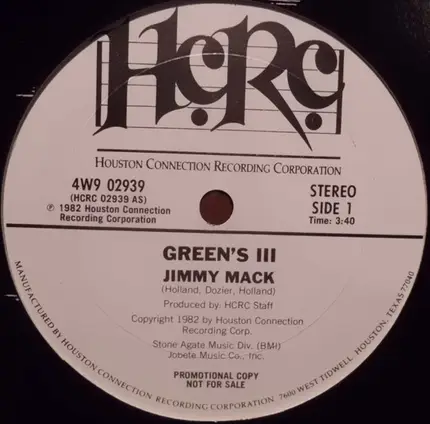 HCRC
HOUSTON CONNECTION RECORDING CORPORATION
4W9 02939
(HCRC 02939 AS)
℗ 1982 Houston Connection
Recording Corporation
STEREO
SIDE 1
Time: 3:40
GREEN'S III
JIMMY MACK
(Holland, Dozier, Holland)
Produced by: HCRC Staff
Copyright 1982 by Houston Connection
Recording Corp.
Stone Agate Music Div. (BMI)
Jobete Music Co., Inc.
PROMOTIONAL COPY
NOT FOR SALE
MANUFACTURED BY HOUSTON CONNECTION RECORDING CORPORATION 7600 WEST TIDWELL HOUSTON, TEXAS 77040